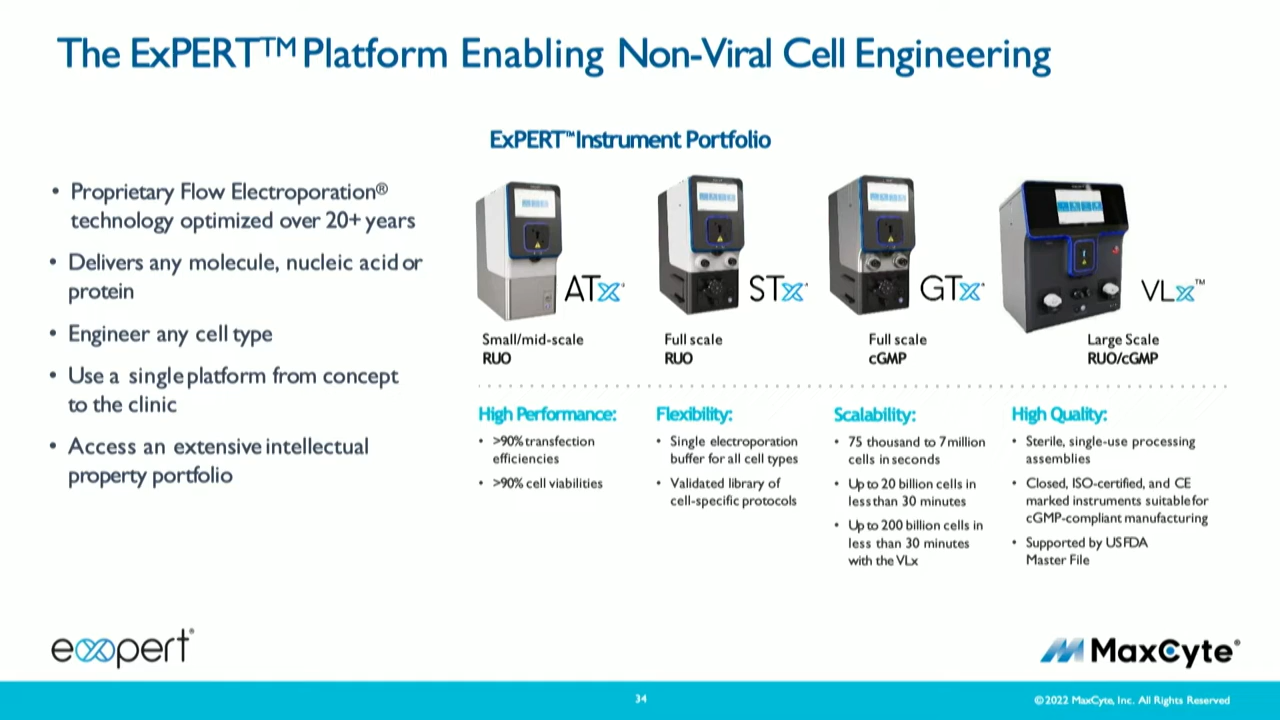 The ExPERT™ Platform Enabling Non-Viral Cell Engineering
• Proprietary Flow Electroporation®
technology optimized over 20+ years
• Delivers any molecule, nucleic acid or
protein
• Engineer any cell type
• Use a single platform from concept
to the clinic
• Access an extensive intellectual
property portfolio
ExPERT™ Instrument Portfolio
ATx
STx
GTx
VLx™
Small/mid-scale
RUO
Full scale
RUO
Full scale
cGMP
Large Scale
RUO/cGMP
High Performance:
• >90% transfection
efficiencies
• >90% cell viabilities
Flexibility:
• Single electroporation
buffer for all cell types
• Validated library of
cell-specific protocols
Scalability:
• 75 thousand to 7 million
cells in seconds
• Up to 20 billion cells in
less than 30 minutes
• Up to 200 billion cells in
less than 30 minutes
with the VLx
High Quality:
• Sterile, single-use processing
assemblies
• Closed, ISO-certified, and CE
marked instruments suitable for
cGMP-compliant manufacturing
• Supported by US FDA
Master File
expert®
MaxCyte®
34
©2022 MaxCyte, Inc. All Rights Reserved